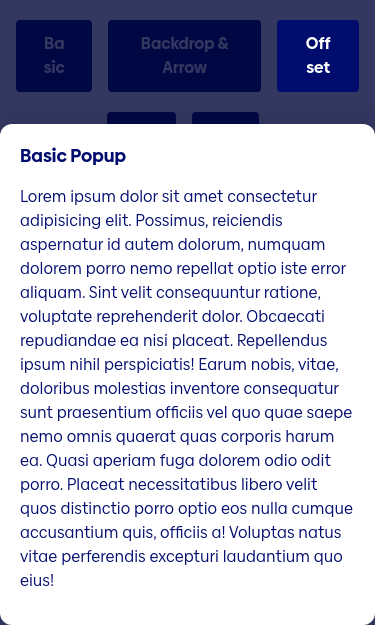 Ba
sic
Backdrop &
Arrow
Off
set
Basic Popup
Lorem ipsum dolor sit amet consectetur
adipisicing elit. Possimus, reiciendis
aspernatur id autem dolorum, numquam
dolorem porro nemo repellat optio iste error
aliquam. Sint velit consequuntur ratione,
voluptate reprehenderit dolor. Obcaecati
repudiandae ea nisi placeat. Repellendus
ipsum nihil perspiciatis! Earum nobis, vitae,
doloribus molestias inventore consequatur
sunt praesentium officiis vel quo quae saepe
nemo omnis quaerat quas corporis harum
ea. Quasi aperiam fuga dolorem odio odit
porro. Placeat necessitatibus libero velit
quos distinctio porro optio eos nulla cumque
accusantium quis, officiis a! Voluptas natus
vitae perferendis excepturi laudantium quo
eius!